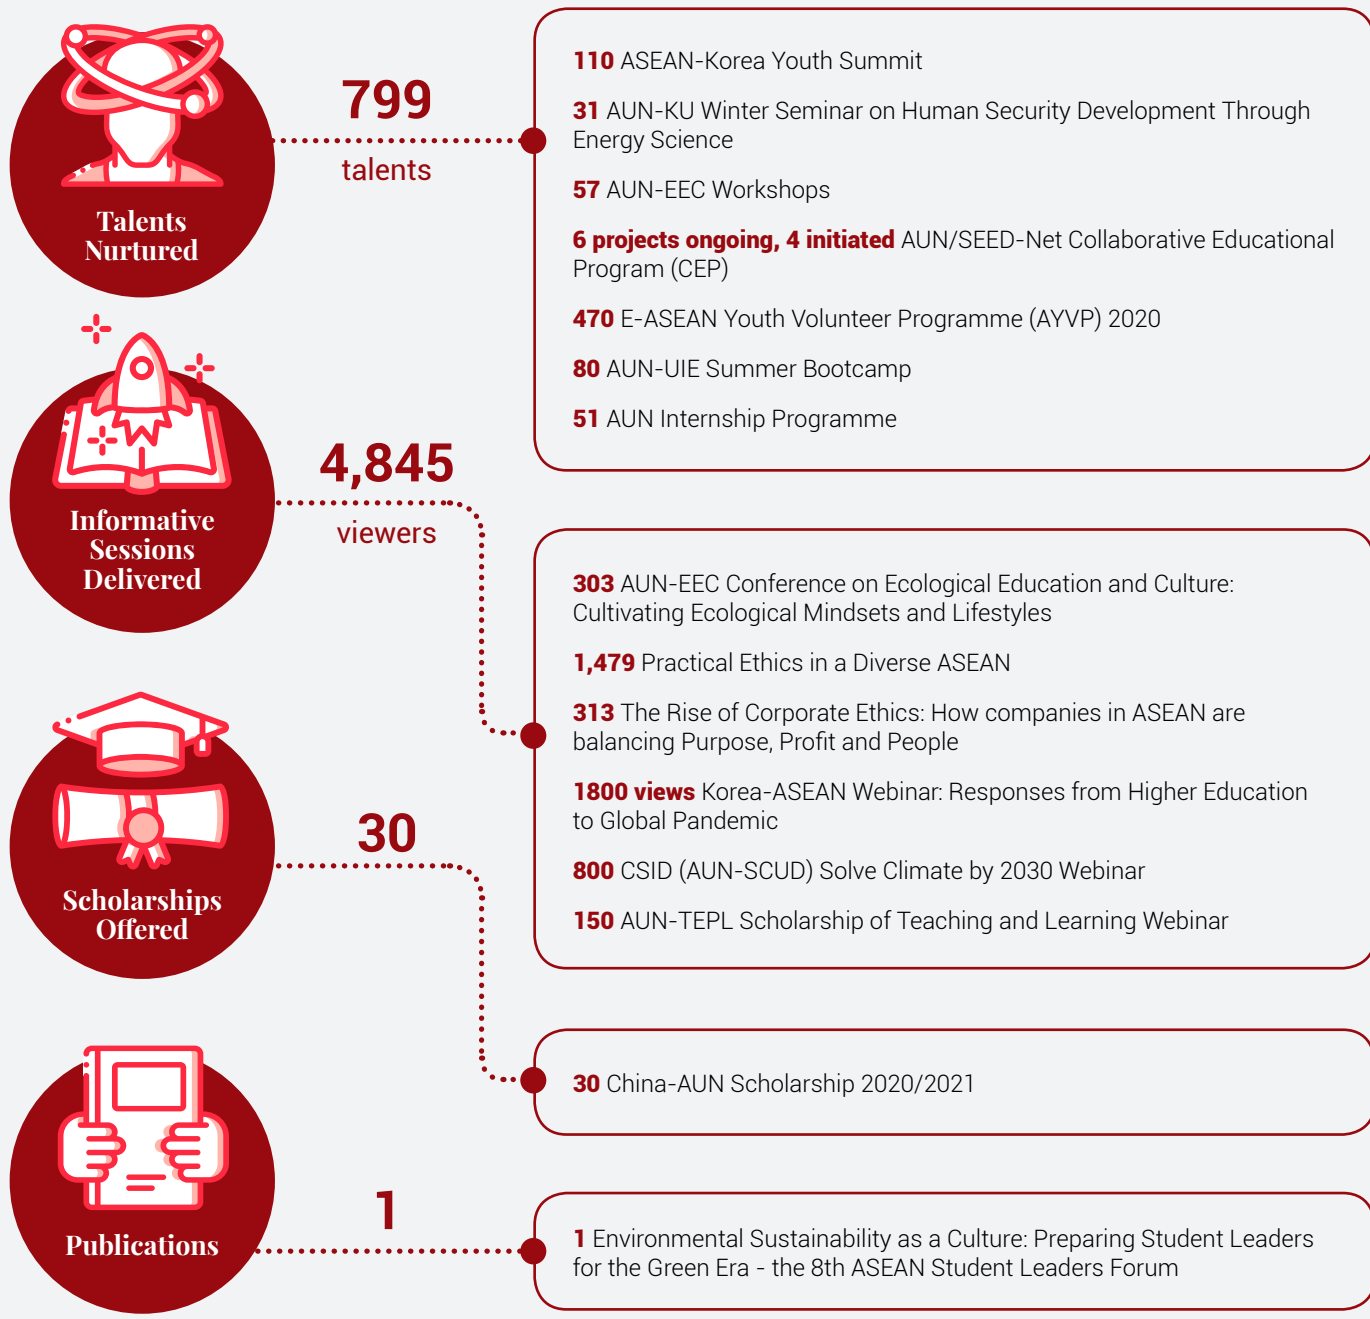 799
talents
Talents
Nurtured
110 ASEAN-Korea Youth Summit
31 AUN-KU Winter Seminar on Human Security Development Through
Energy Science
57 AUN-EEC Workshops
6 projects ongoing, 4 initiated AUN/SEED-Net Collaborative Educational
Program (CEP)
470 E-ASEAN Youth Volunteer Programme (AYVP) 2020
80 AUN-UIE Summer Bootcamp
51 AUN Internship Programme
4,845
viewers
Informative
Sessions
Delivered
303 AUN-EEC Conference on Ecological Education and Culture:
Cultivating Ecological Mindsets and Lifestyles
1,479 Practical Ethics in a Diverse ASEAN
313 The Rise of Corporate Ethics: How companies in ASEAN are
balancing Purpose, Profit and People
1800 views Korea-ASEAN Webinar: Responses from Higher Education
to Global Pandemic
800 CSID (AUN-SCUD) Solve Climate by 2030 Webinar
150 AUN-TEPL Scholarship of Teaching and Learning Webinar
30
Scholarships
Offered
30 China-AUN Scholarship 2020/2021
1
Publications
1 Environmental Sustainability as a Culture: Preparing Student Leaders
for the Green Era - the 8th ASEAN Student Leaders Forum